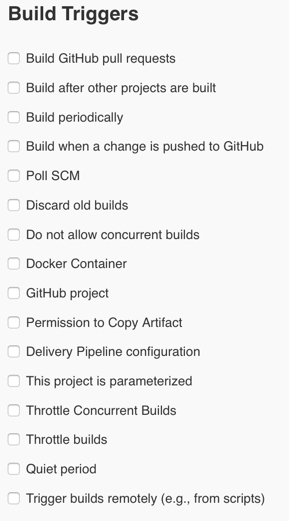 Build Triggers
Build GitHub pull requests
Build after other projects are built
Build periodically
Build when a change is pushed to GitHub
Poll SCM
Discard old builds
Do not allow concurrent builds
Docker Container
GitHub project
Permission to Copy Artifact
Delivery Pipeline configuration
This project is parameterized
Throttle Concurrent Builds
Throttle builds
Quiet period
Trigger builds remotely (e.g., from scripts)